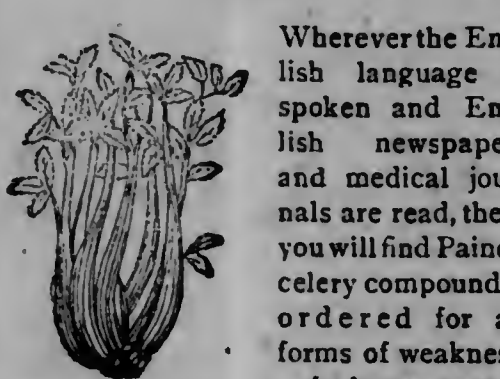 Wherever the En
lish language
spoken and En
lish newspape
and medical jou
nals are read, the
you will find Paine
celery compound
ordered for a
forms of weaknes